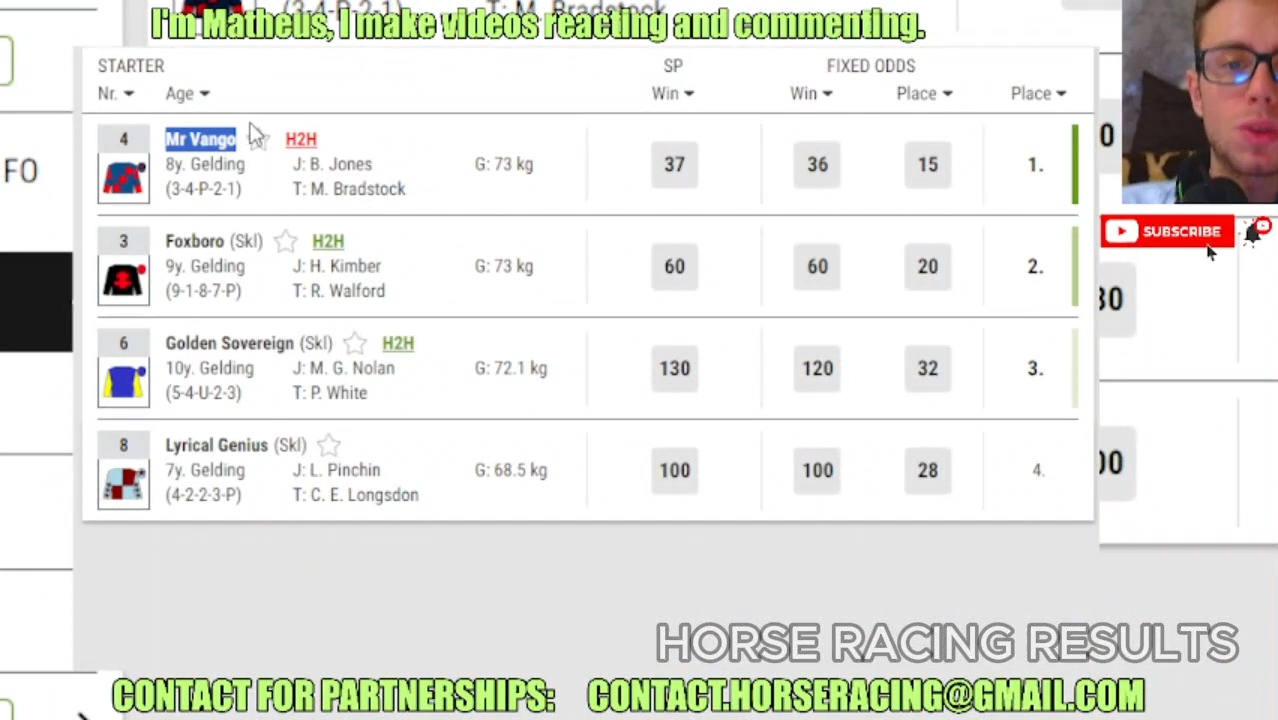 (3-4-P-2-1) T: M. Bradstock
I'm Matheus, I make videos reacting and commenting.
STARTER SP FIXED ODDS
Nr. Age Win Win Place Place
4 Mr Vango H2H
8y. Gelding J: B. Jones G: 73 kg 37 36 15 1.
(3-4-P-2-1) T: M. Bradstock
FO
SUBSCRIBE
3 Foxboro (Skl) H2H
9y. Gelding J: H. Kimber G: 73 kg 60 60 20 2.
(9-1-8-7-P) T: R. Walford
6 Golden Sovereign (Skl) H2H
10y. Gelding J: M. G. Nolan G: 72.1 kg 130 120 32 3.
(5-4-U-2-3) T: P. White
8 Lyrical Genius (Skl)
7y. Gelding J: L. Pinchin G: 68.5 kg 100 100 28 4.
(4-2-2-3-P) T: C. E. Longsdon
HORSE RACING RESULTS
CONTACT FOR PARTNERSHIPS: CONTACT.HORSERACING@GMAIL.COM